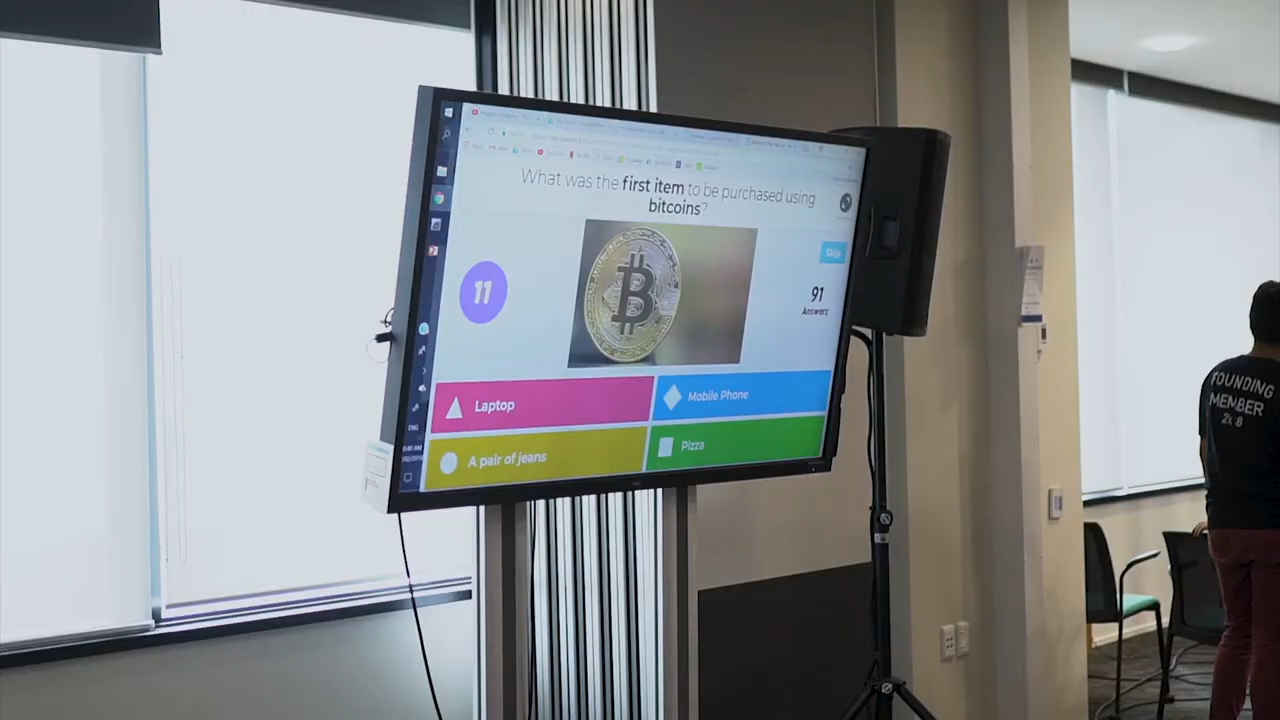 What was the first item to be purchased using
bitcoins?
Skip
11
91
Answers
Laptop
Mobile Phone
A pair of jeans
Pizza
ENG
FOUNDING
MEMBER